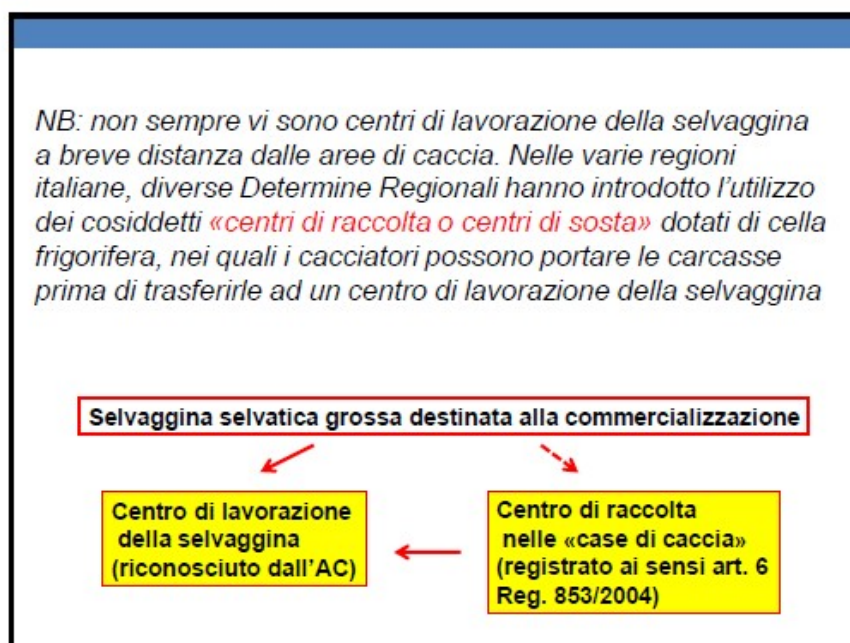 NB: non sempre vi sono centri di lavorazione della selvaggina
a breve distanza dalle aree di caccia. Nelle varie regioni
italiane, diverse Determine Regionali hanno introdotto l’utilizzo
dei cosiddetti «centri di raccolta o centri di sosta» dotati di cella
frigorifera, nei quali i cacciatori possono portare le carcasse
prima di trasferirle ad un centro di lavorazione della selvaggina
Selvaggina selvatica grossa destinata alla commercializzazione
Centro di lavorazione
della selvaggina
(riconosciuto dall’AC)
Centro di raccolta
nelle «case di caccia»
(registrato ai sensi art. 6
Reg. 853/2004)